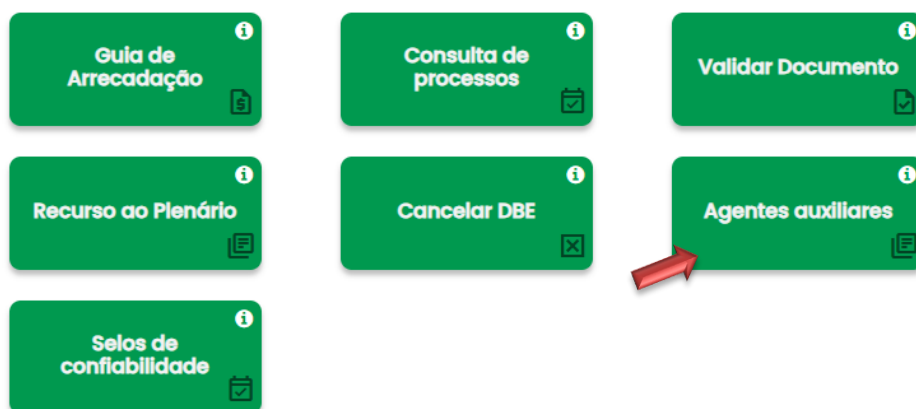 Guia de
Arrecadação
Consulta de
processos
Validar Documento
Recurso ao Plenário
Cancelar DBE
Agentes auxiliares
Selos de
confiabilidade